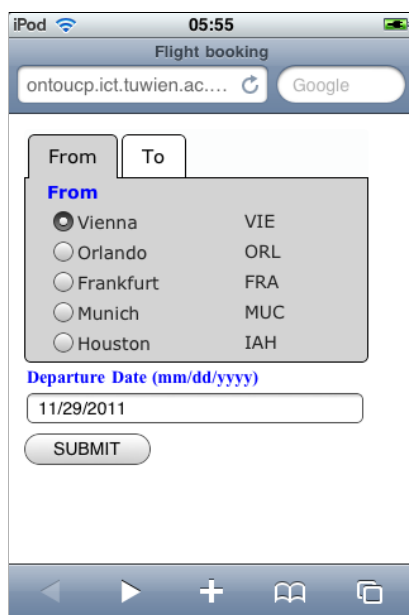 iPod 05:55
Flight booking
ontoucp.ict.tuwien.ac.... Google
From To
From
Vienna VIE
Orlando ORL
Frankfurt FRA
Munich MUC
Houston IAH
Departure Date (mm/dd/yyyy)
11/29/2011
SUBMIT